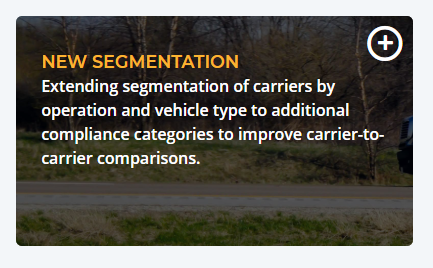 NEW SEGMENTATION
Extending segmentation of carriers by
operation and vehicle type to additional
compliance categories to improve carrier-to-
carrier comparisons.